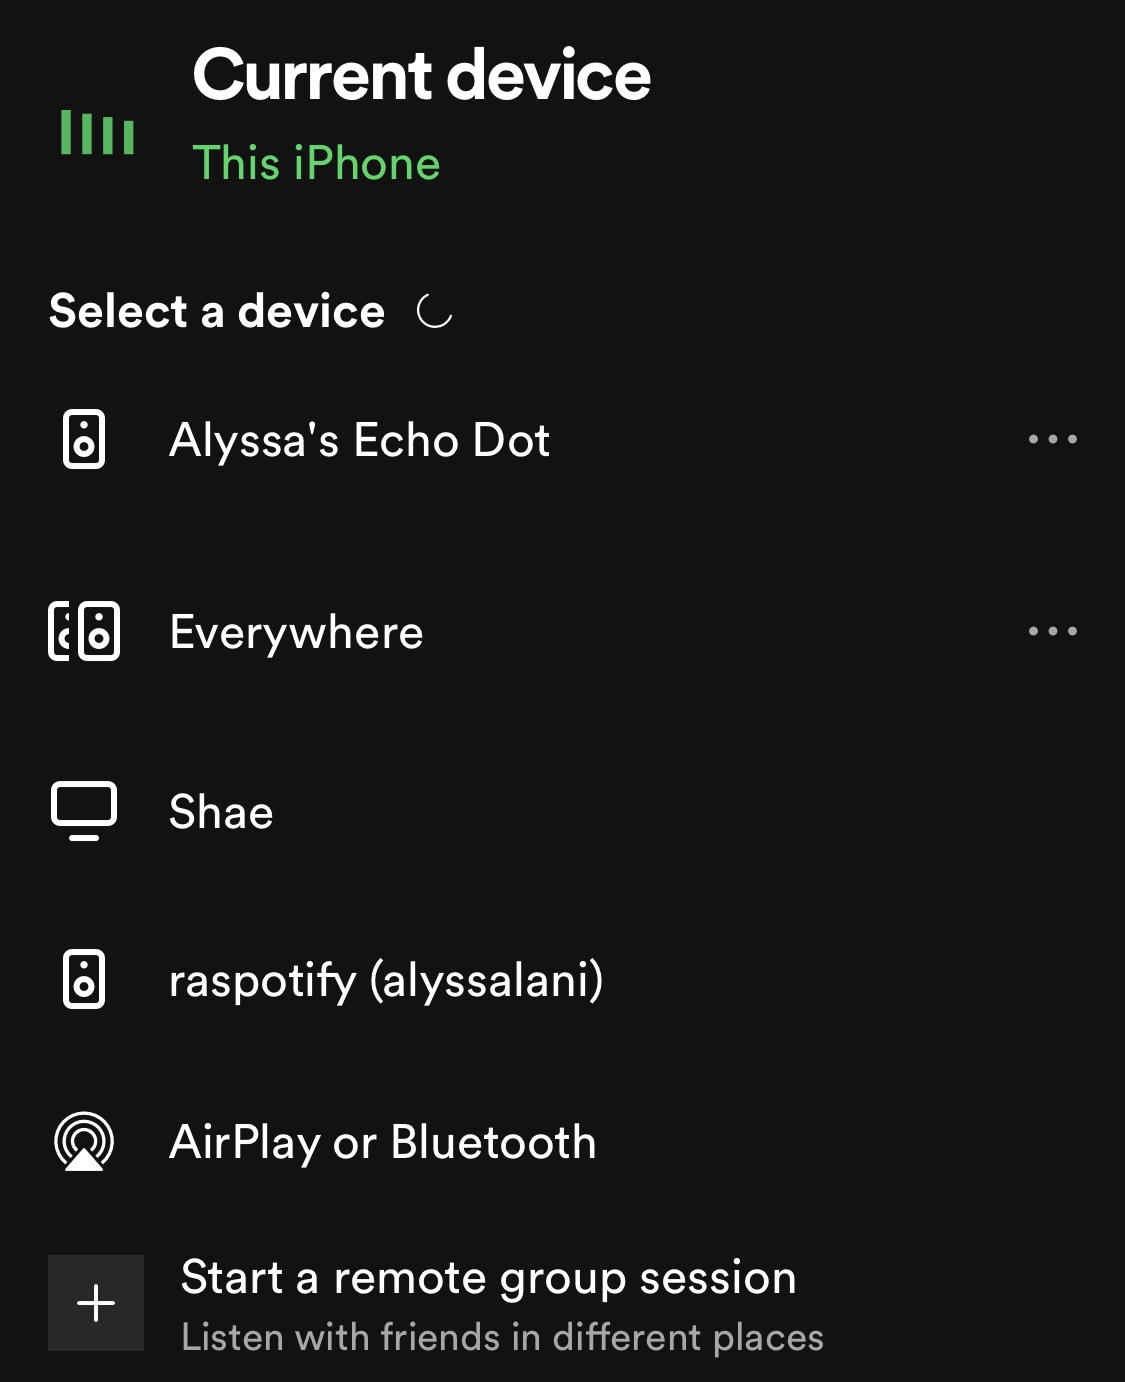 Current device
This iPhone
Select a device
Alyssa's Echo Dot
Everywhere
Shae
raspotify (alyssalani)
AirPlay or Bluetooth
Start a remote group session
Listen with friends in different places